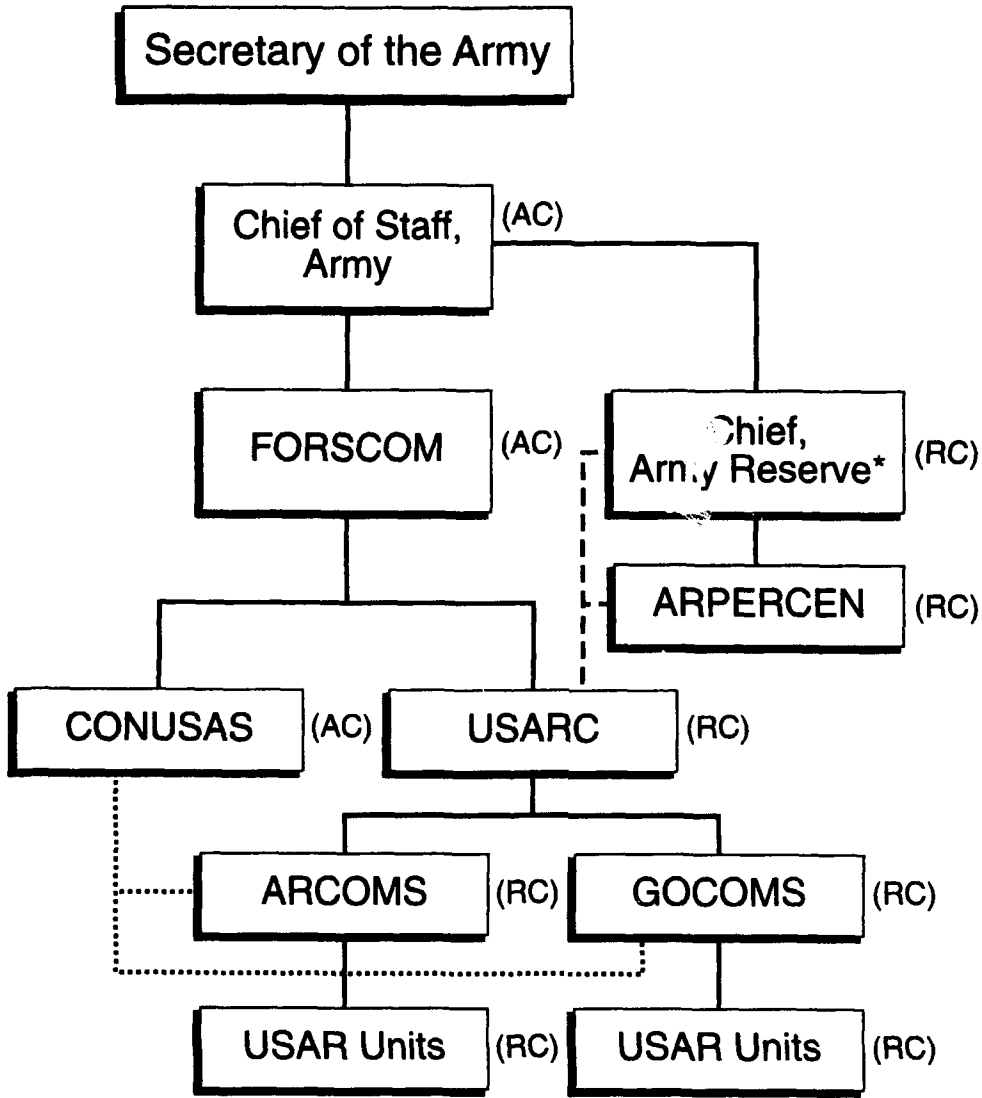 Secretary of the Army
Chief of Staff,
Army
(AC)
FORSCOM
(AC)
Chief,
Army Reserve*
(RC)
ARPERCEN
(RC)
CONUSAS
(AC)
USARC
(RC)
ARCOMS
(RC)
GOCOMS
(RC)
USAR Units
(RC)
USAR Units
(RC)